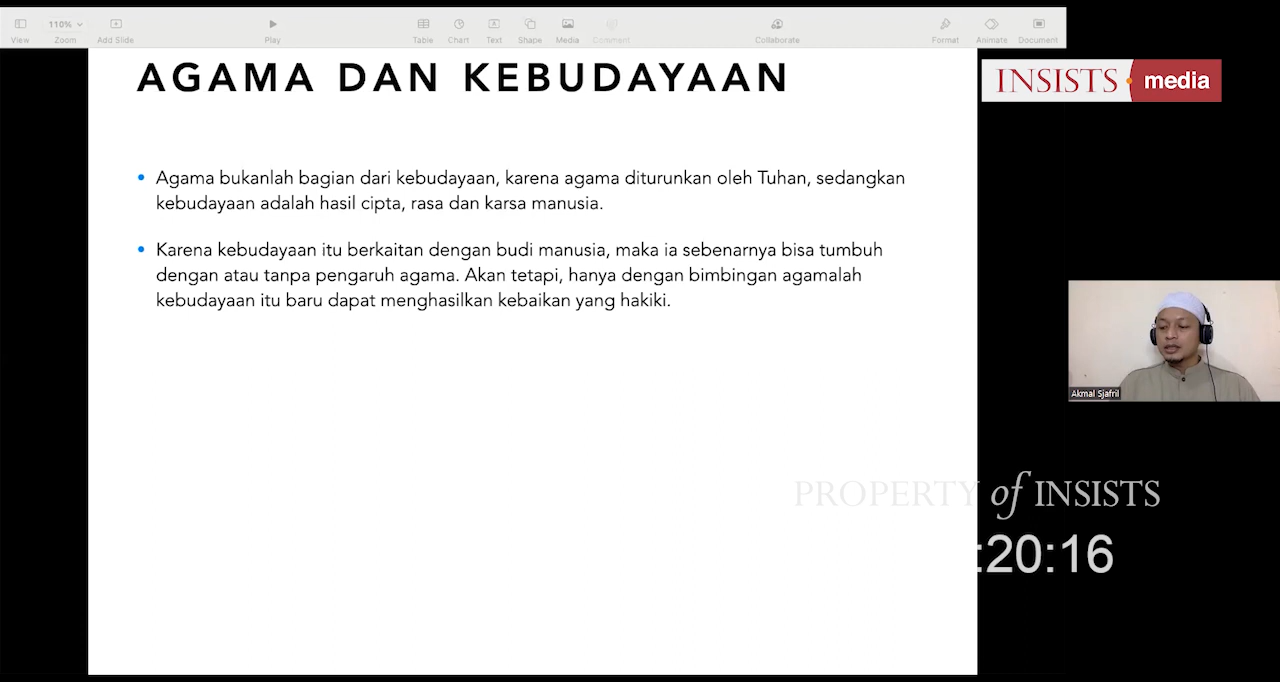 110%
View
Zoom
Add Slide
Play
Table
Chart
Text
Shape
Media
Comment
Collaborate
Format
Animate
Document
AGAMA DAN KEBUDAYAAN
INSISTS media
• Agama bukanlah bagian dari kebudayaan, karena agama diturunkan oleh Tuhan, sedangkan
kebudayaan adalah hasil cipta, rasa dan karsa manusia.
• Karena kebudayaan itu berkaitan dengan budi manusia, maka ia sebenarnya bisa tumbuh
dengan atau tanpa pengaruh agama. Akan tetapi, hanya dengan bimbingan agamalah
kebudayaan itu baru dapat menghasilkan kebaikan yang hakiki.
Akmal Sjafril
PROPERTY of INSISTS
:20:16